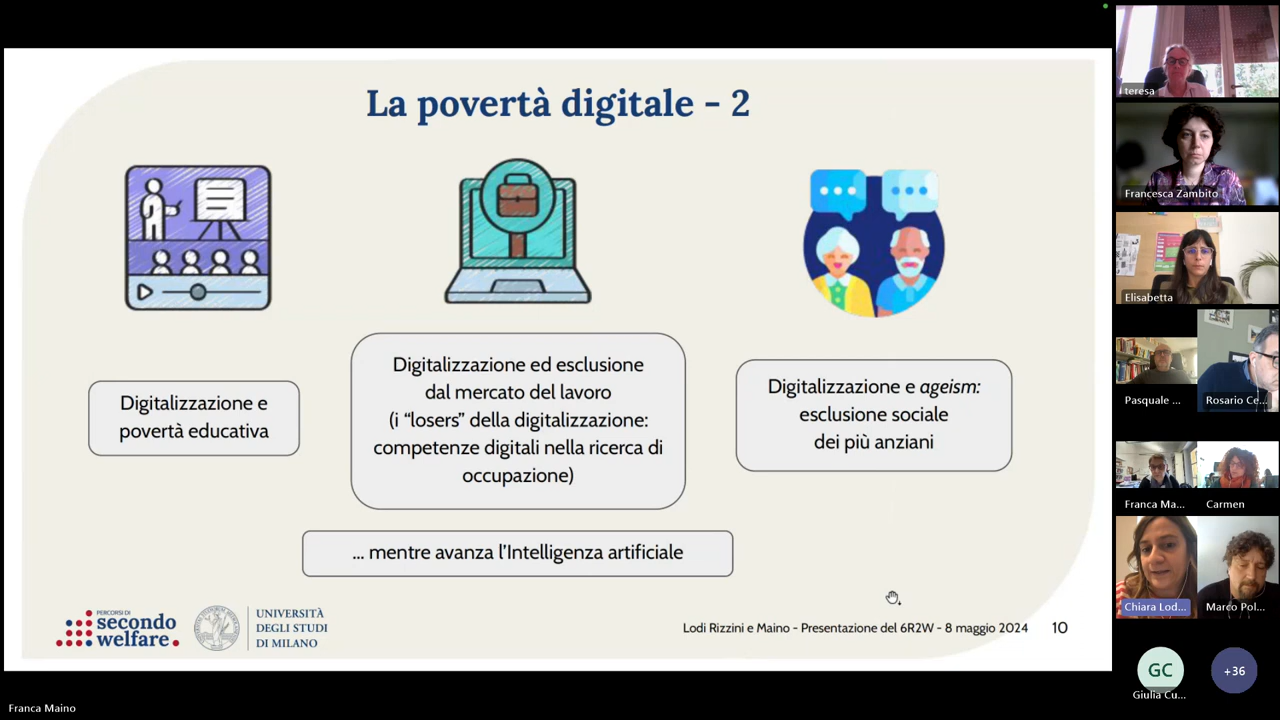 La povertà digitale - 2
Digitalizzazione e
povertà educativa
Digitalizzazione ed esclusione
dal mercato del lavoro
(i “losers” della digitalizzazione:
competenze digitali nella ricerca di
occupazione)
Digitalizzazione e ageism:
esclusione sociale
dei più anziani
... mentre avanza l’Intelligenza artificiale
PERCORSI DI
secondo
welfare
UNIVERSITÀ
DEGLI STUDI
DI MILANO
Lodi Rizzini e Maino - Presentazione del 6R2W - 8 maggio 2024
10
teresa
Francesca Zambito
Elisabetta
Pasquale ...
Rosario Ce...
Franca Ma...
Carmen
Chiara Lod...
Marco Pol...
GC
+36
Giulia Cu...
Franca Maino